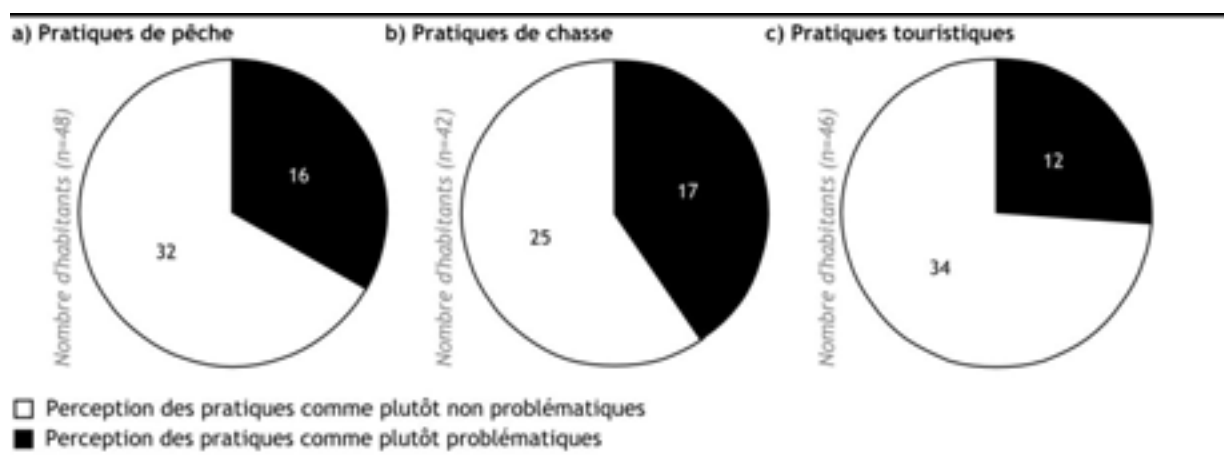 a) Pratiques de pêche
Nombre d'habitants (n=48)
16
32
b) Pratiques de chasse
Nombre d'habitants (n=42)
17
25
c) Pratiques touristiques
Nombre d'habitants (n=46)
12
34
Perception des pratiques comme plutôt non problématiques
Perception des pratiques comme plutôt problématiques